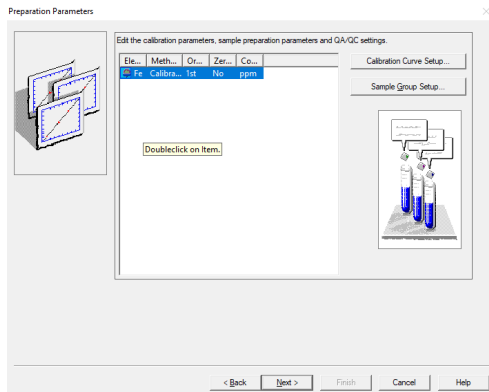 Preparation Parameters
Edit the calibration parameters, sample preparation parameters and QA/QC settings.
Ele... Meth... Or... Zer... Co...
Fe Calibra... 1st No ppm
Doubleclick on Item.
Calibration Curve Setup...
Sample Group Setup...
< Back Next > Finish Cancel Help